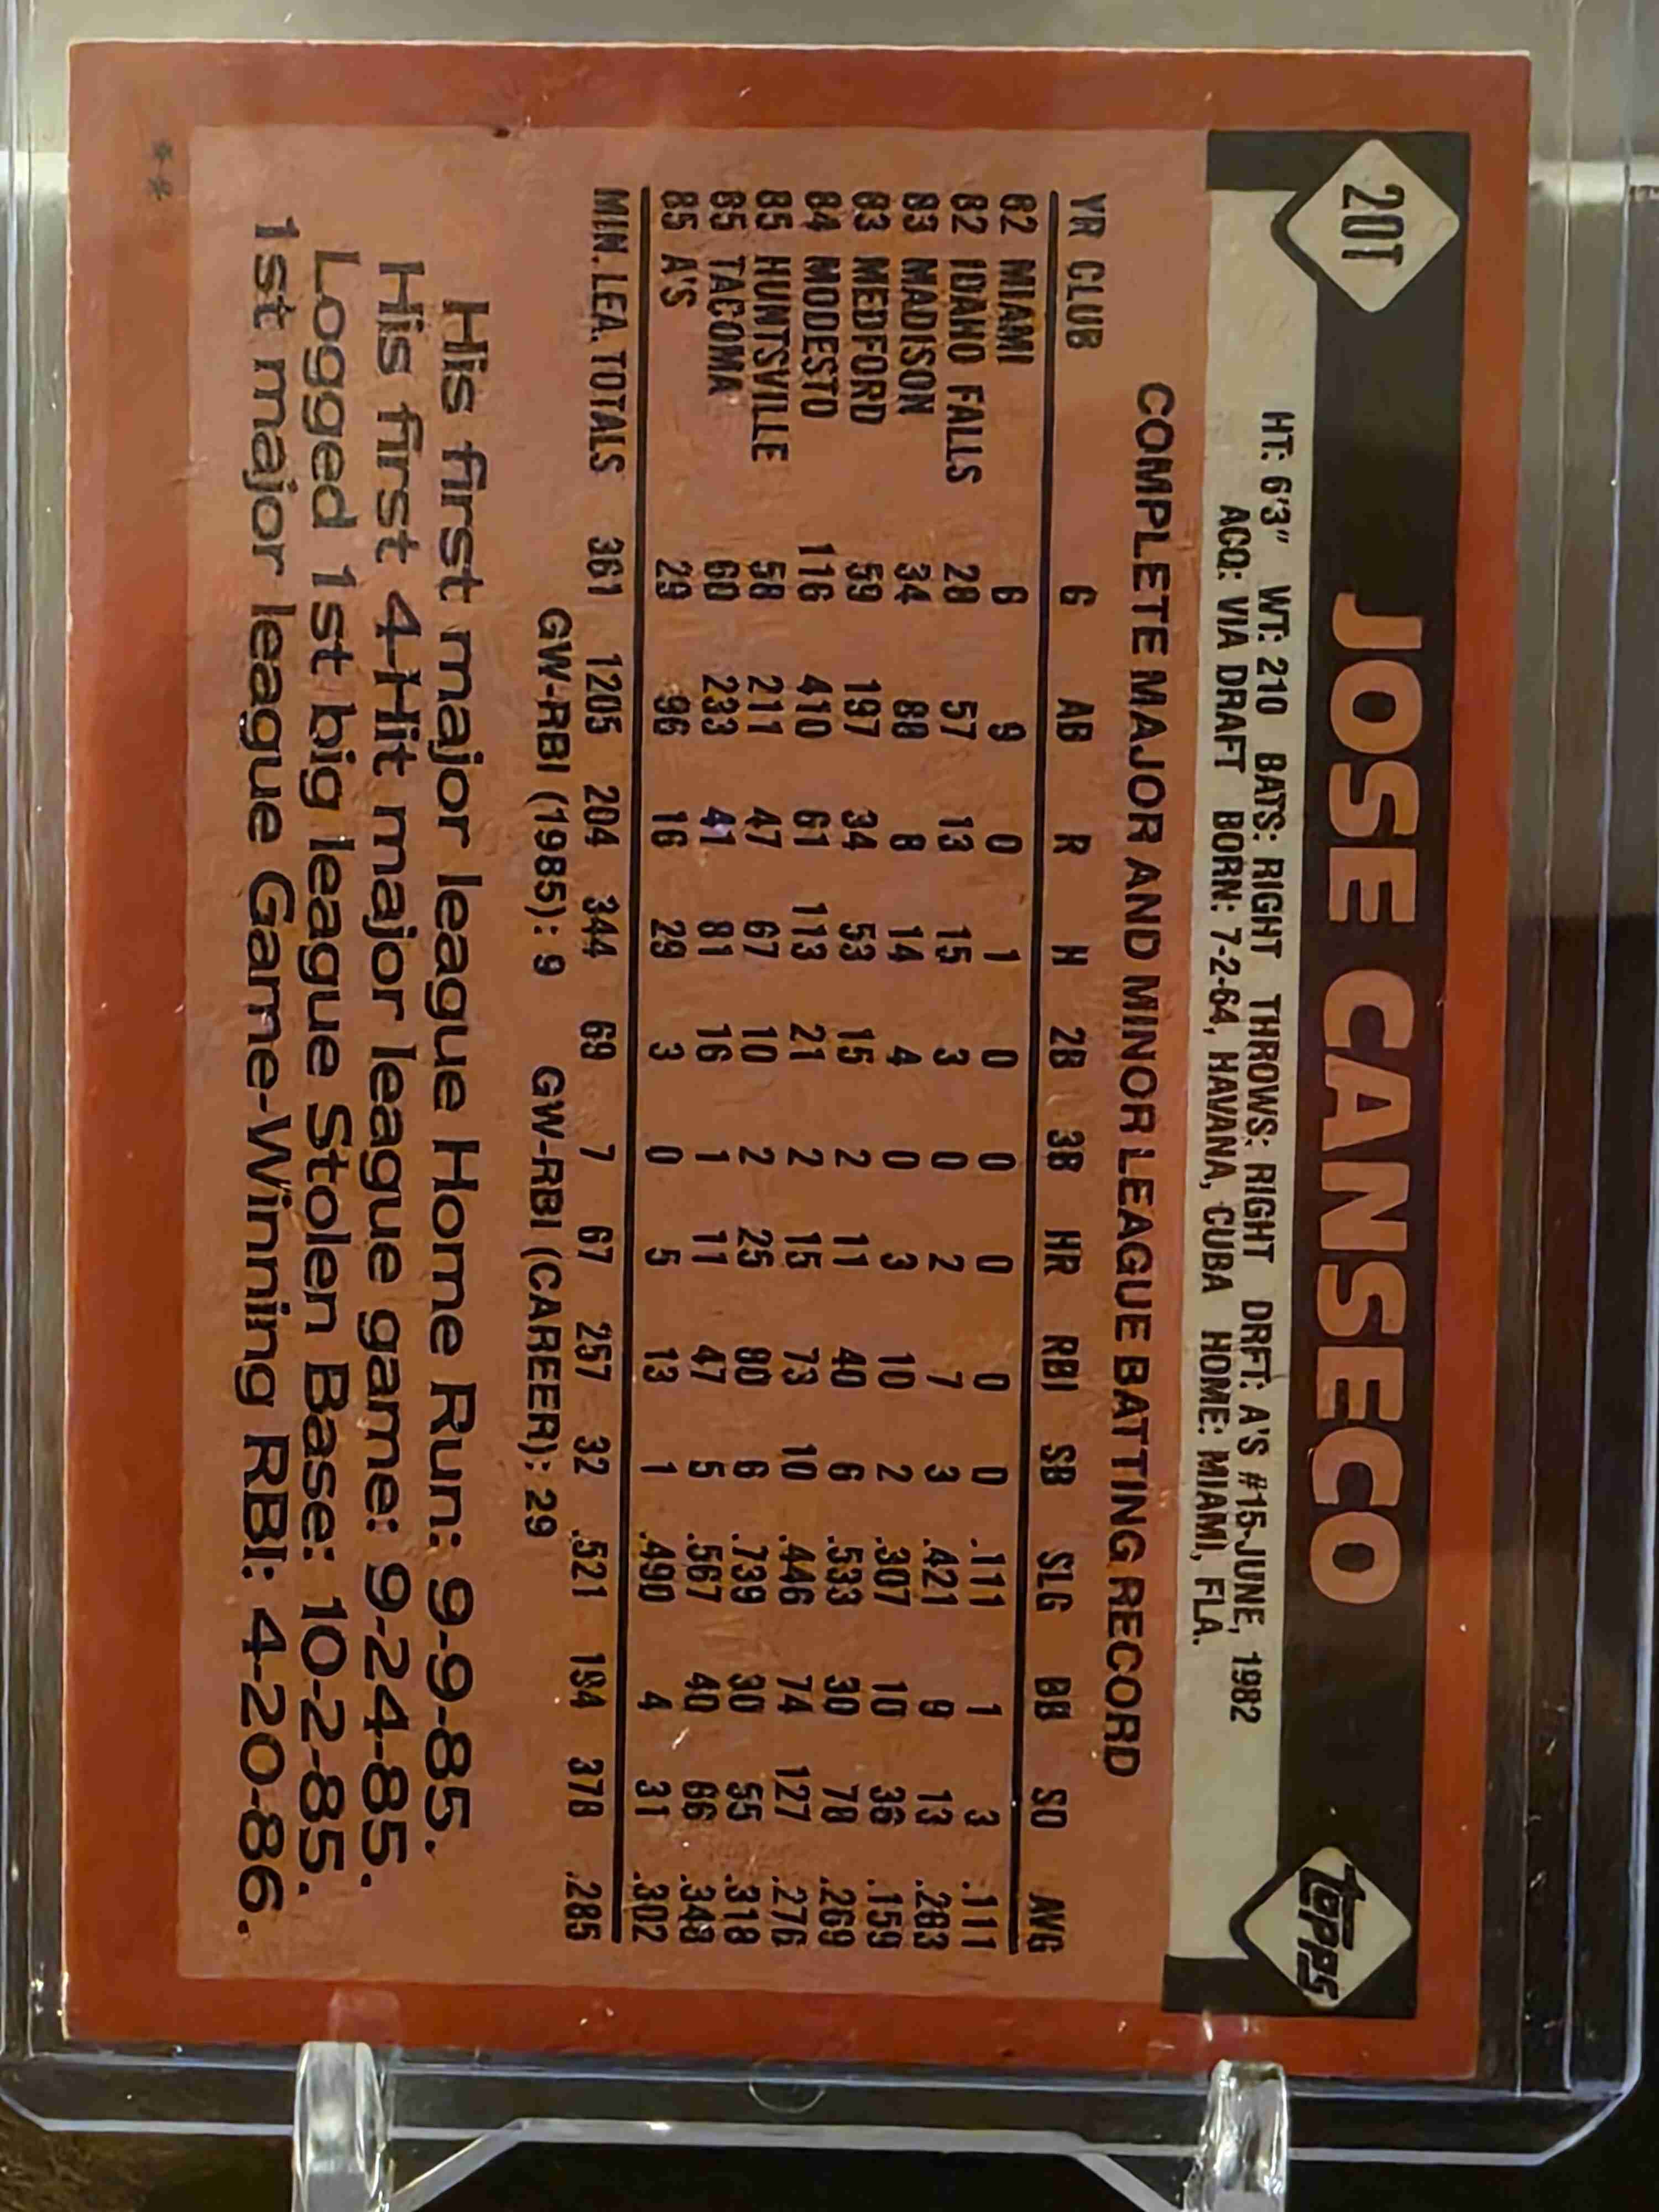 20T
JOSE CANSECO
topps
HT: 6'3" WT: 210 BATS: RIGHT THROWS: RIGHT DRFT: A'S #15-JUNE, 1982
ACQ: VIA DRAFT BORN: 7-2-64, HAVANA, CUBA HOME: MIAMI, FLA.
COMPLETE MAJOR AND MINOR LEAGUE BATTING RECORD
YR CLUB G AB R H 2B 3B HR RBI SB SLG BB SO AVG
82 MIAMI 6 9 0 1 0 0 0 0 0 .111 1 3 .111
82 IDAHO FALLS 28 57 13 15 3 0 2 7 3 .421 9 13 .263
83 MADISON 34 88 8 14 4 0 3 10 2 .307 10 36 .159
83 MEDFORD 59 197 34 53 15 2 11 40 6 .533 30 78 .269
84 MODESTO 116 410 61 113 21 2 15 73 10 .446 74 127 .276
85 HUNTSVILLE 58 211 47 67 10 2 25 80 6 .739 30 55 .318
85 TACOMA 60 233 41 81 16 1 11 47 5 .567 40 66 .348
85 A'S 29 96 16 29 3 0 5 13 1 .490 4 31 .302
MIN. LEA. TOTALS 361 1205 204 344 69 7 67 257 32 .521 194 378 .285
GW-RBI (1985): 9 GW-RBI (CAREER): 29
His first major league Home Run: 9-9-85.
His first 4-Hit major league game: 9-24-85.
Logged 1st big league Stolen Base: 10-2-85.
1st major league Game-Winning RBI: 4-20-86.
**